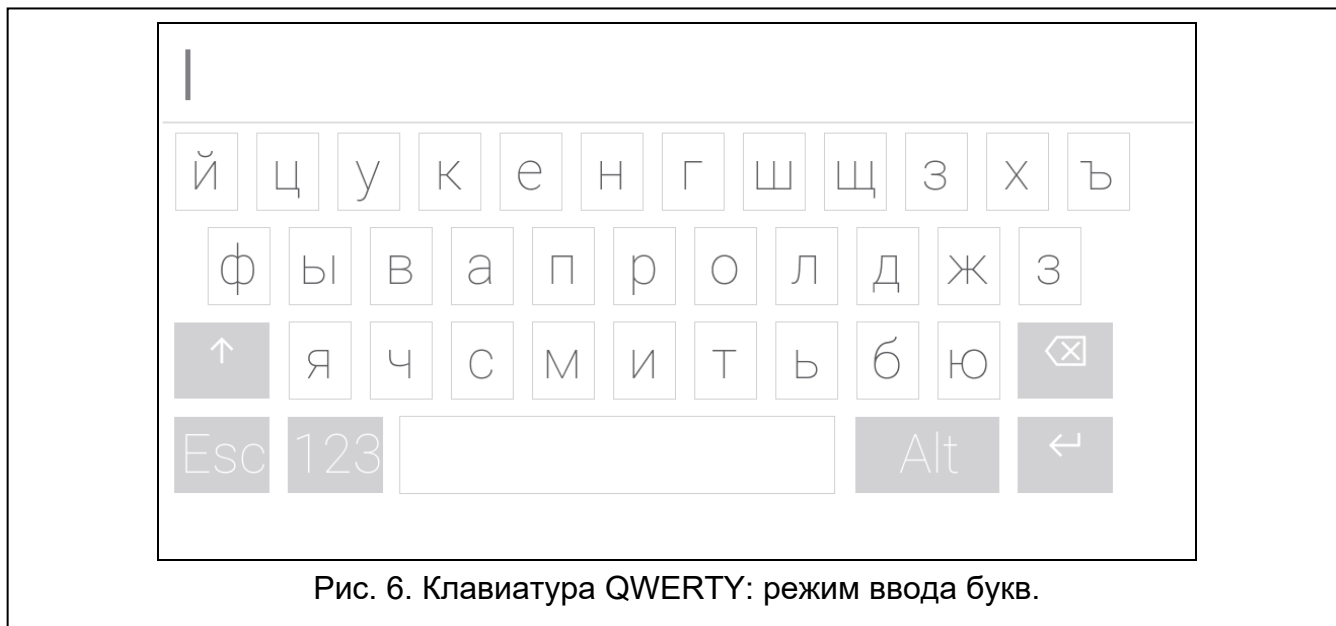 й ц у к е н г ш щ з х ъ
ф ы в а п р о л д ж з
я ч с м и т ь б ю
Esc 123 Alt
Рис. 6. Клавиатура QWERTY: режим ввода букв.